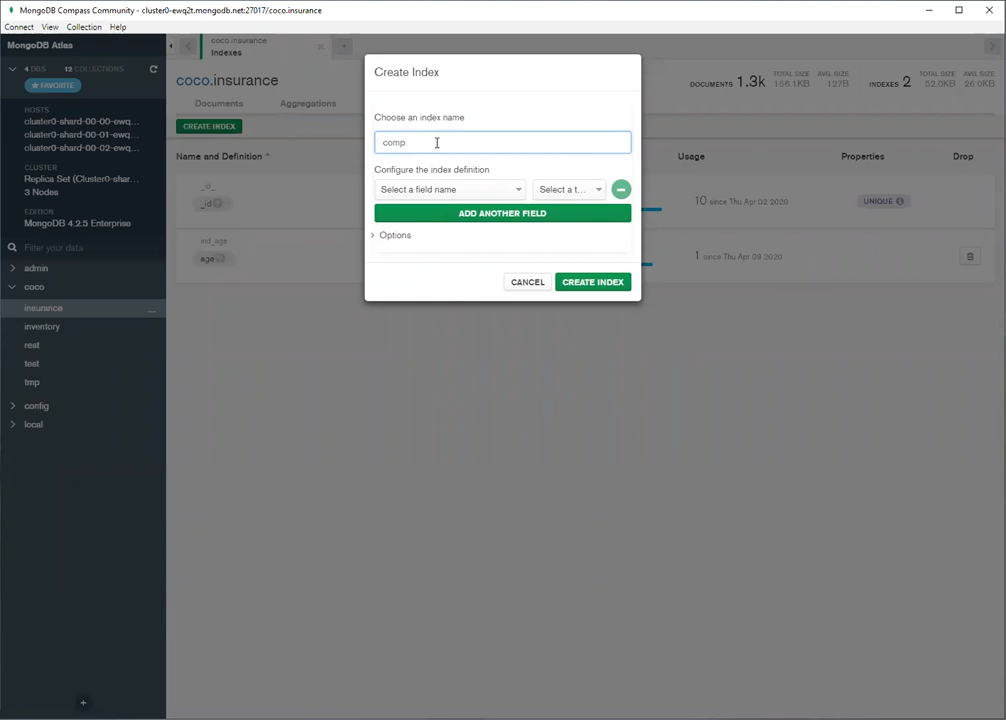 MongoDB Compass Community - cluster0-ewq2t.mongodb.net:27017/coco.insurance
Connect View Collection Help
MongoDB Atlas
4 DBS 12 COLLECTIONS
★ FAVORITE
HOSTS
cluster0-shard-00-00-ewq...
cluster0-shard-00-01-ewq...
cluster0-shard-00-02-ewq...
CLUSTER
Replica Set (Cluster0-shar...
3 Nodes
EDITION
MongoDB 4.2.5 Enterprise
Filter your data
admin
coco
insurance ...
inventory
rest
test
tmp
config
local
+
coco.insurance
Indexes
× +
coco.insurance
DOCUMENTS 1.3k TOTAL SIZE 166.1KB AVG. SIZE 127B INDEXES 2 TOTAL SIZE 52.0KB AVG. SIZE 26.0KB
Documents Aggregations
CREATE INDEX
Name and Definition Usage Properties Drop
_id_
_id
10 since Thu Apr 02 2020 UNIQUE
ind_age
age
1 since Thu Apr 09 2020
Create Index
Choose an index name
comp
Configure the index definition
Select a field name Select a t...
ADD ANOTHER FIELD
Options
CANCEL CREATE INDEX